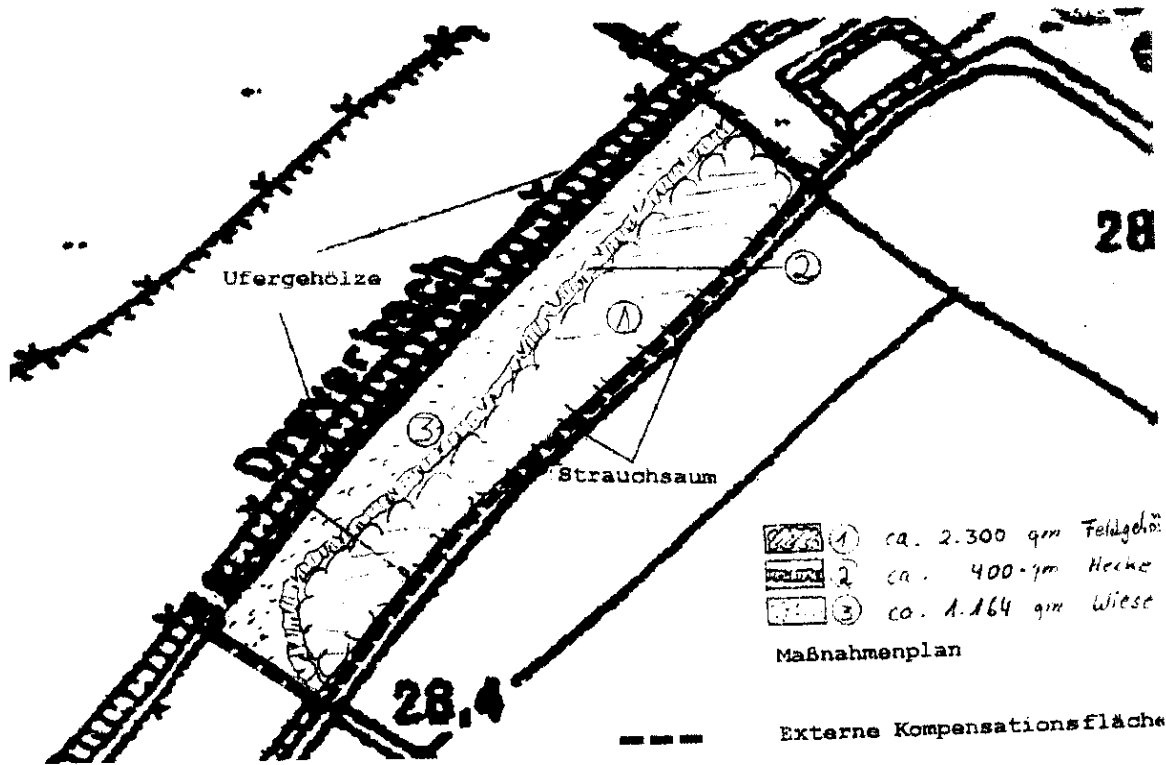 28
Ufergehölze
②
①
③
Strauchsaum
① ca. 2.300 qm
2 ca. 400 qm Hecke
③ ca. 1.164 qm Wiese
Maßnahmenplan
28,4
Externe Kompensationsfläche